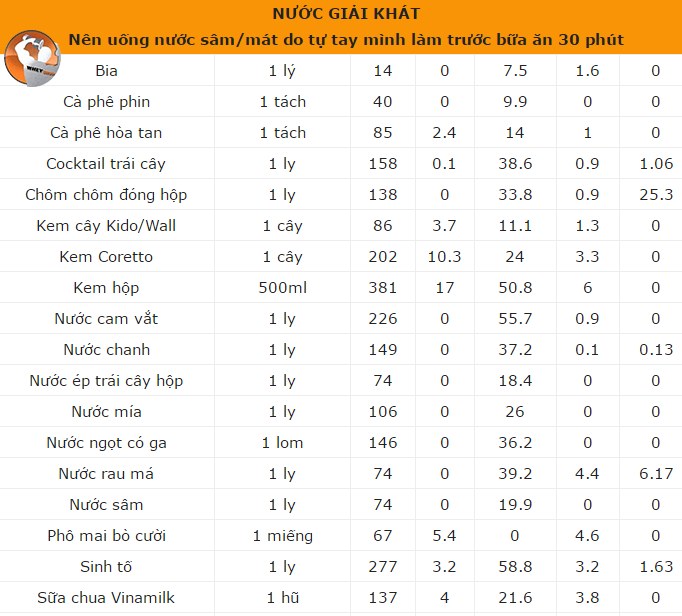 NƯỚC GIẢI KHÁT
Nên uống nước sâm/mát do tự tay mình làm trước bữa ăn 30 phút
WHEY
Bia 1 lý 14 0 7.5 1.6 0
Cà phê phin 1 tách 40 0 9.9 0 0
Cà phê hòa tan 1 tách 85 2.4 14 1 0
Cocktail trái cây 1 ly 158 0.1 38.6 0.9 1.06
Chôm chôm đóng hộp 1 ly 138 0 33.8 0.9 25.3
Kem cây Kido/Wall 1 cây 86 3.7 11.1 1.3 0
Kem Coretto 1 cây 202 10.3 24 3.3 0
Kem hộp 500ml 381 17 50.8 6 0
Nước cam vắt 1 ly 226 0 55.7 0.9 0
Nước chanh 1 ly 149 0 37.2 0.1 0.13
Nước ép trái cây hộp 1 ly 74 0 18.4 0 0
Nước mía 1 ly 106 0 26 0 0
Nước ngọt có ga 1 lom 146 0 36.2 0 0
Nước rau má 1 ly 74 0 39.2 4.4 6.17
Nước sâm 1 ly 74 0 19.9 0 0
Phô mai bò cười 1 miếng 67 5.4 0 4.6 0
Sinh tố 1 ly 277 3.2 58.8 3.2 1.63
Sữa chua Vinamilk 1 hũ 137 4 21.6 3.8 0